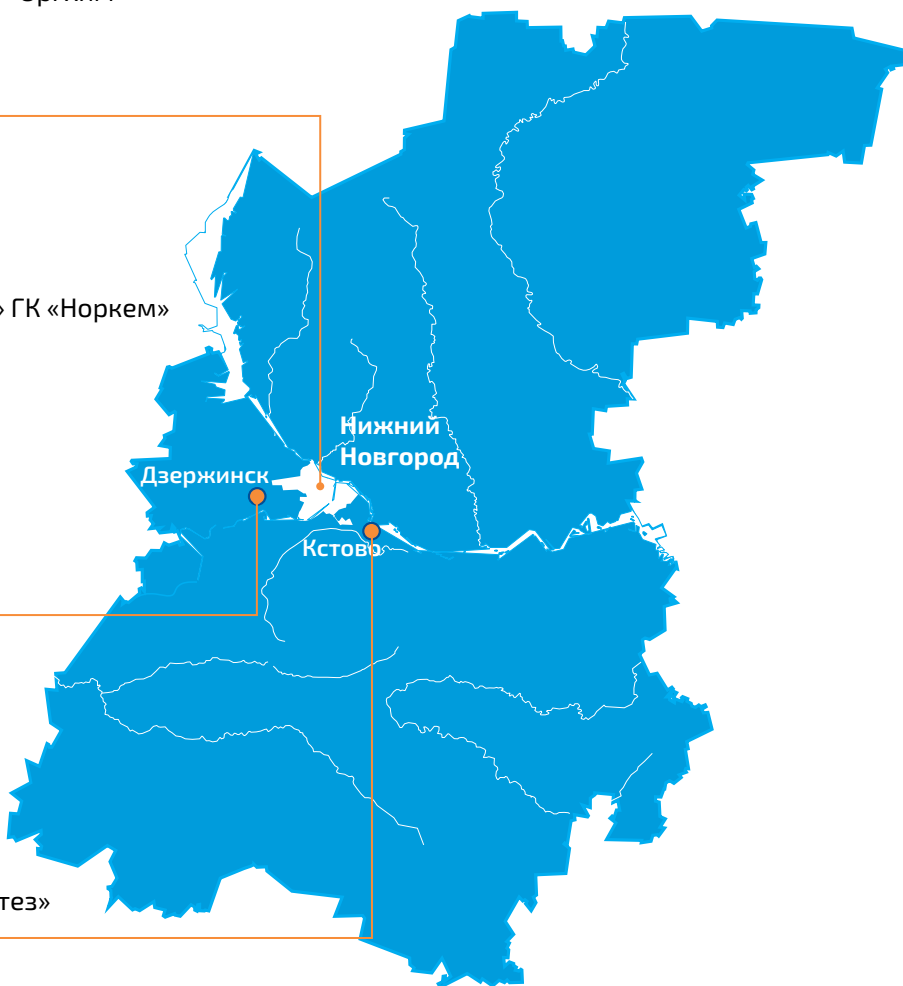 » ГК «Норкем»
Нижний
Новгород
Дзержинск
Кстово
тез»